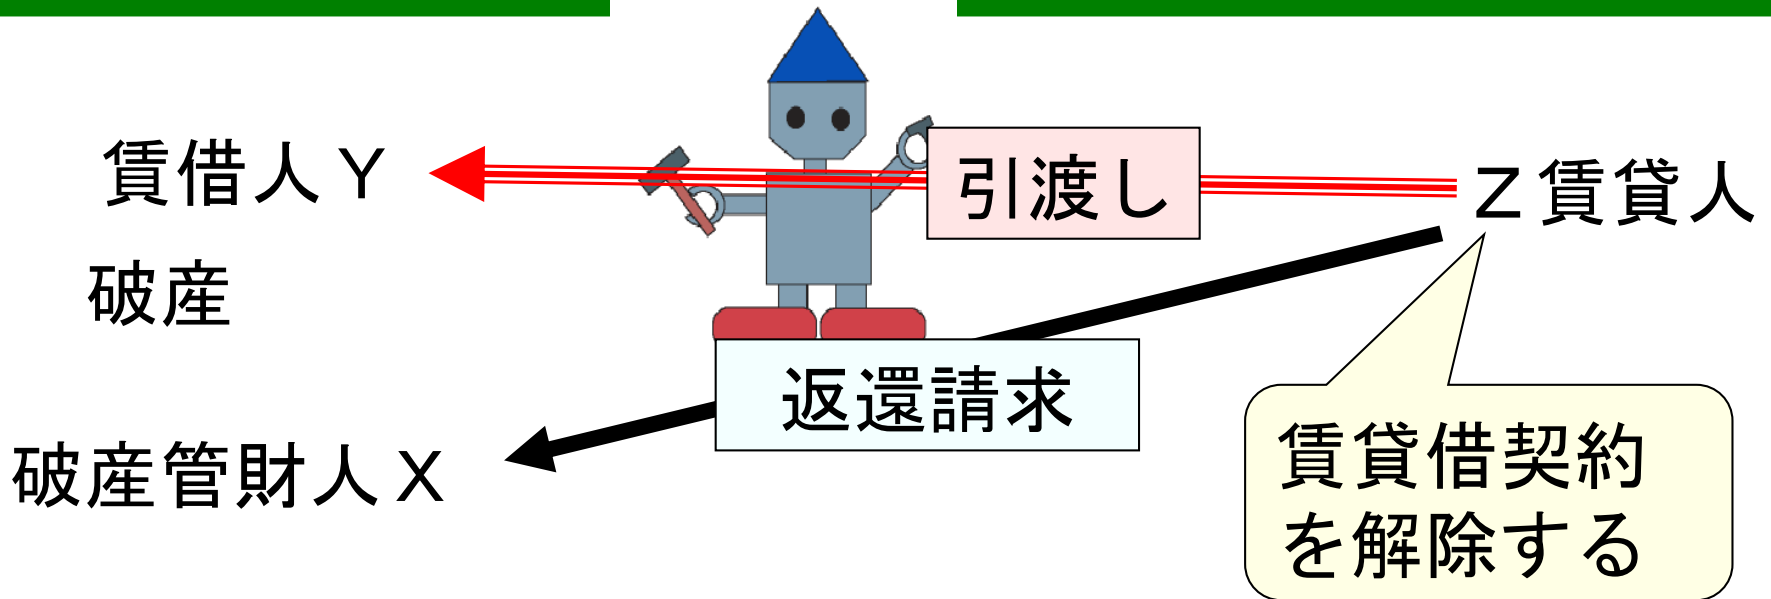 賃借人Y
引渡し
Z賃貸人
破産
返還請求
破産管財人X
賃貸借契約
を解除する